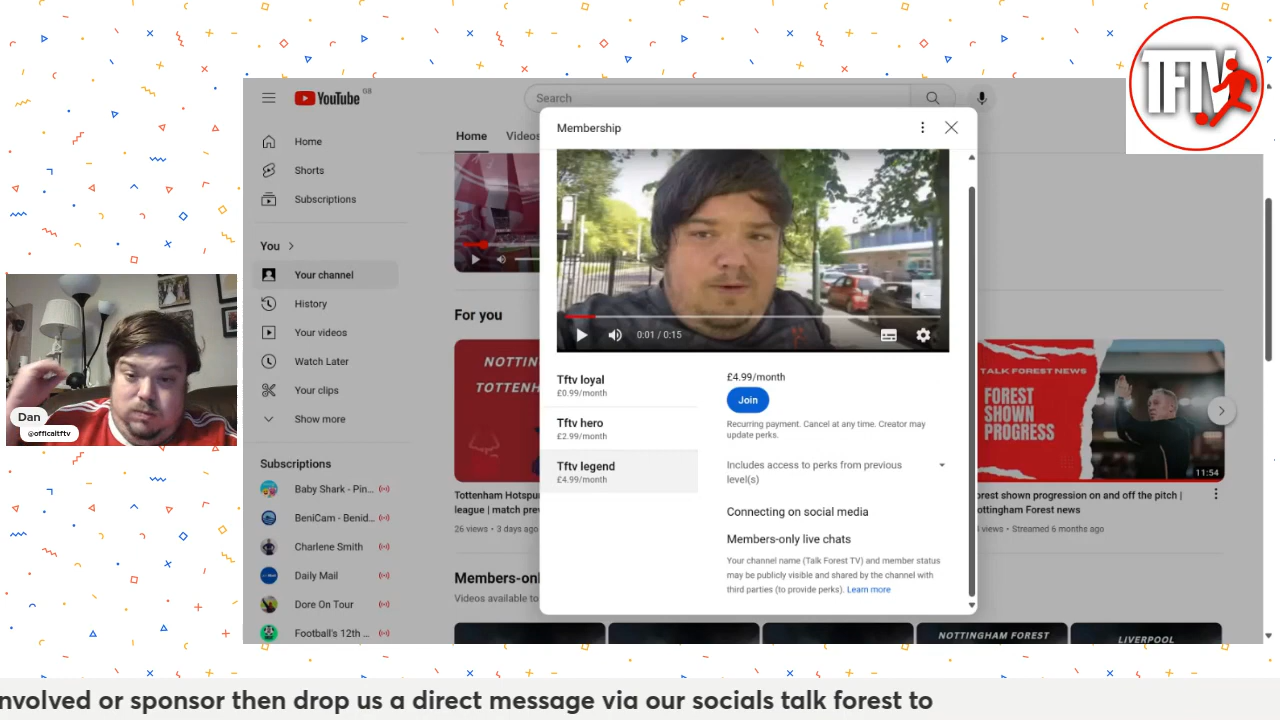 TFTV
YouTube GB
Search
Home
Shorts
Subscriptions
You
Your channel
History
Your videos
Watch Later
Your clips
Show more
Subscriptions
Baby Shark - Pin...
BeniCam - Benid...
Charlene Smith
Daily Mail
Dore On Tour
Football's 12th ...
Dan
@officaltftv
Home Videos
For you
NOTTIN
TOTTENH
Tottenham Hotspu
league | match pre
26 views • 3 days ago
Members-onl
Videos available to
Membership
0:01 / 0:15
Tftv loyal
£0.99/month
Tftv hero
£2.99/month
Tftv legend
£4.99/month
£4.99/month
Join
Recurring payment. Cancel at any time. Creator may
update perks.
Includes access to perks from previous
level(s)
Connecting on social media
Members-only live chats
Your channel name (Talk Forest TV) and member status
may be publicly visible and shared by the channel with
third parties (to provide perks). Learn more
TALK FOREST NEWS
FOREST
SHOWN
PROGRESS
11:54
orest shown progression on and off the pitch |
ottingham Forest news
views • Streamed 6 months ago
NOTTINGHAM FOREST
LIVERPOOL
nvolved or sponsor then drop us a direct message via our socials talk forest to